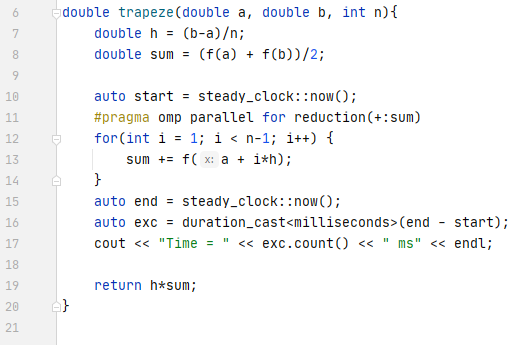 6 double trapeze(double a, double b, int n){
7     double h = (b-a)/n;
8     double sum = (f(a) + f(b))/2;
9
10     auto start = steady_clock::now();
11     #pragma omp parallel for reduction(+:sum)
12     for(int i = 1; i < n-1; i++) {
13         sum += f( x: a + i*h);
14     }
15     auto end = steady_clock::now();
16     auto exc = duration_cast<milliseconds>(end - start);
17     cout << "Time = " << exc.count() << " ms" << endl;
18
19     return h*sum;
20 }
21